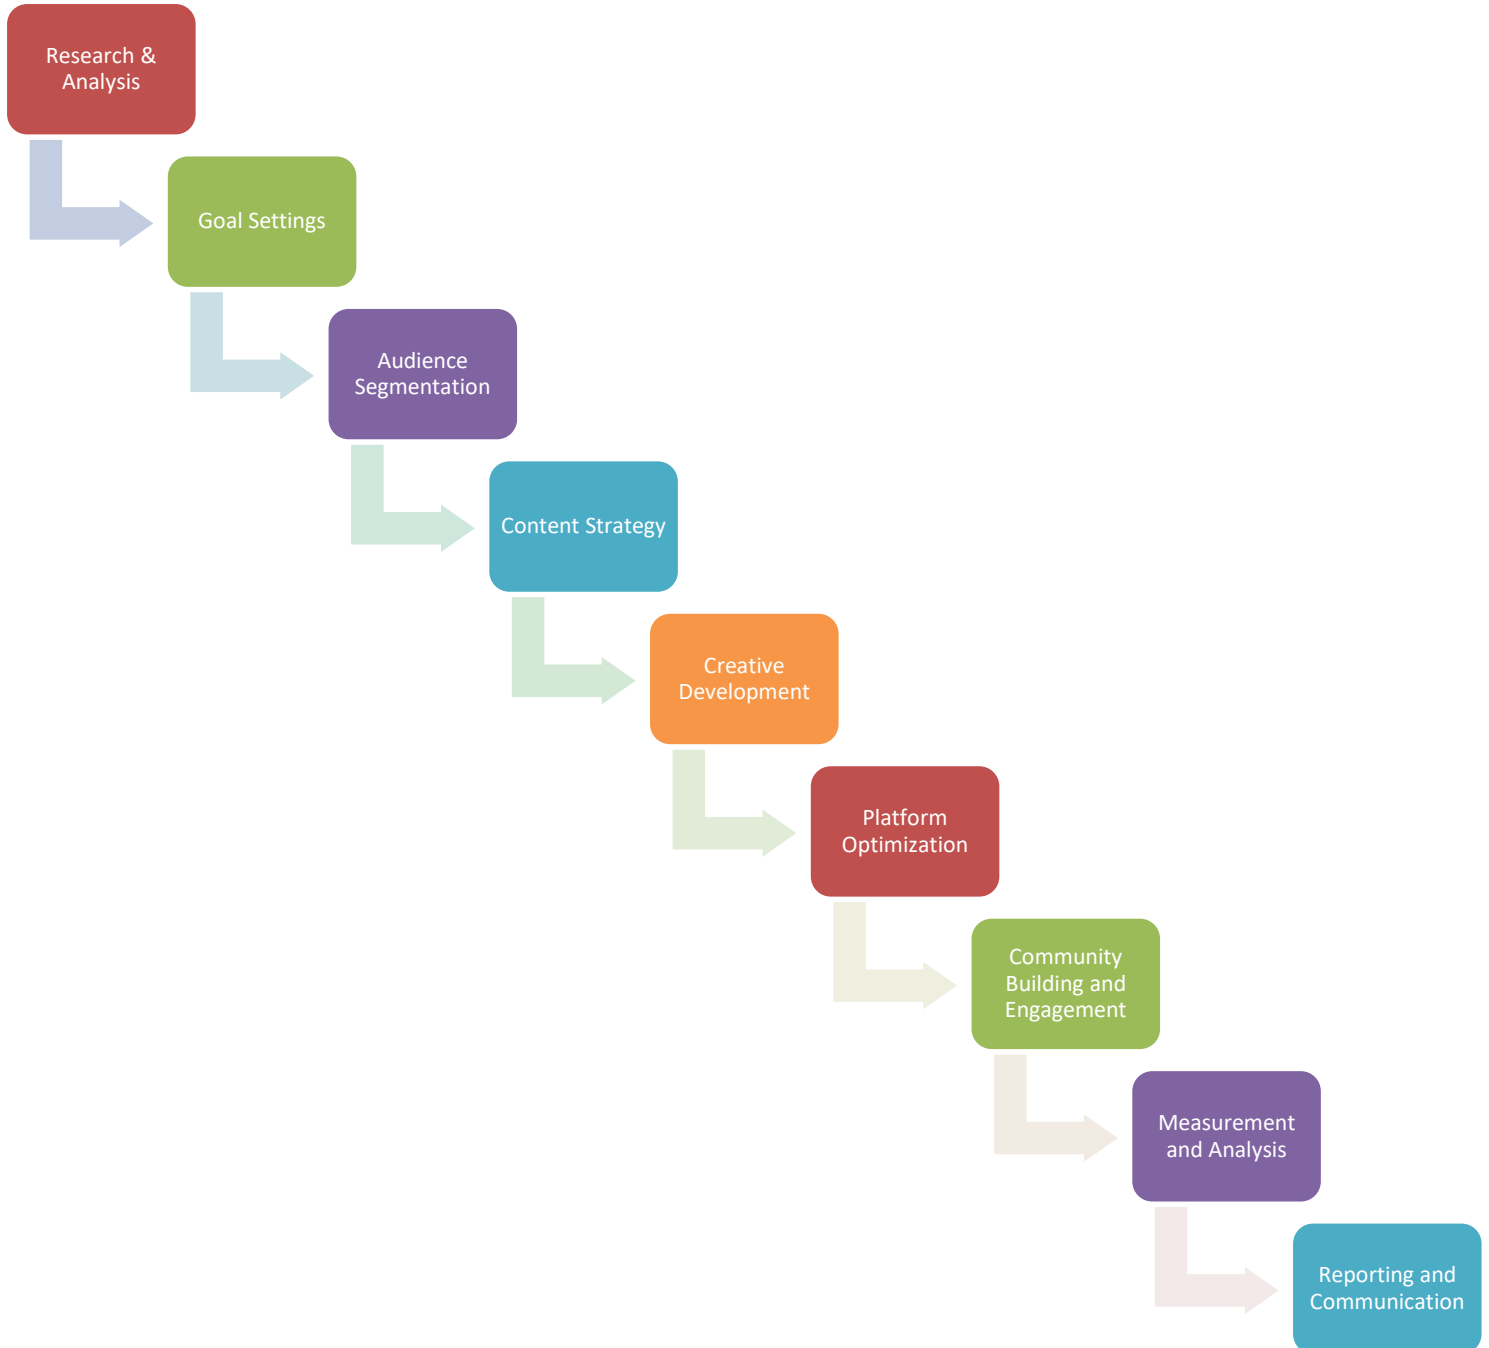 Research &
Analysis
Goal Settings
Audience
Segmentation
Content Strategy
Creative
Development
Platform
Optimization
Community
Building and
Engagement
Measurement
and Analysis
Reporting and
Communication